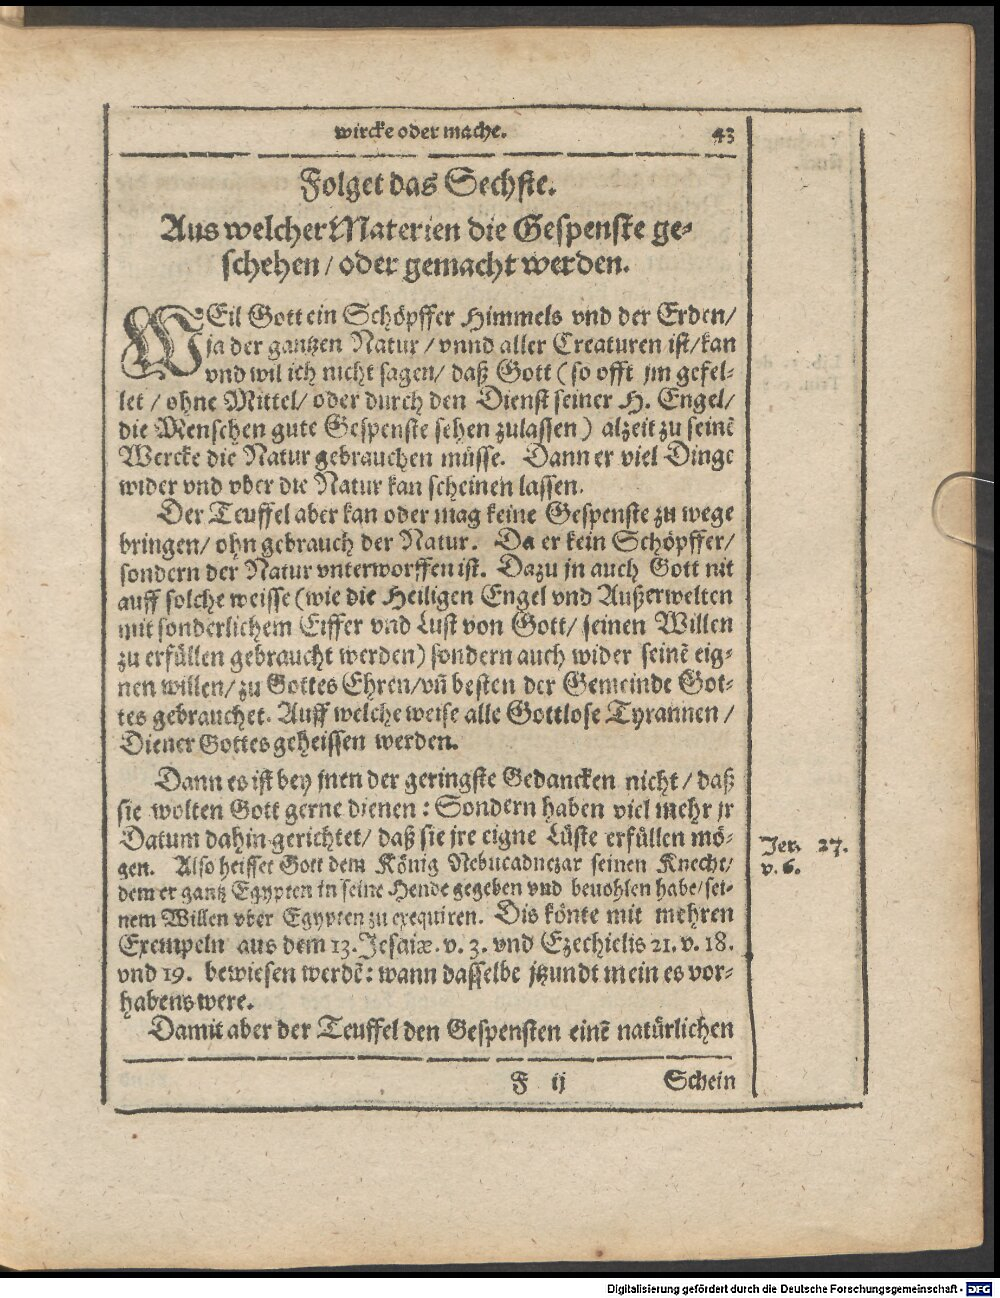 wircke oder mache. 43
Folget das Sechste.
Aus welcher Materien die Gespenste ge-
schehen / oder gemacht werden.
WEil Gott ein Schöpffer Himmels vnd der Erden/
ja der gantzen Natur / vnnd aller Creaturen ist/kan
vnd wil ich nicht sagen/ daß Gott (so offt jm gefel-
let / ohne Mittel/ oder durch den Dienst seiner H. Engel/
die Menschen gute Gespenste sehen zulassen) alzeit zu seinē
Wercke die Natur gebrauchen müsse. Dann er viel Dinge
wider vnd vber die Natur kan scheinen lassen.
Der Teuffel aber kan oder mag keine Gespenste zu wege
bringen/ ohn gebrauch der Natur. Da er kein Schöpffer/
sondern der Natur vnterworffen ist. Dazu jn auch Gott nit
auff solche weisse (wie die Heiligen Engel vnd Außerwelten
mit sonderlichem Eiffer vnd Lust von Gott/ seinen Willen
zu erfüllen gebraucht werden) sondern auch wider seinē eig-
nen willen/ zu Gottes Ehren/vñ besten der Gemeinde Got-
tes gebrauchet. Auff welche weise alle Gottlose Tyrannen /
Diener Gottes geheissen werden.
Dann es ist bey jnen der geringste Gedancken nicht / daß
sie wolten Gott gerne dienen : Sondern haben viel mehr jr
Datum dahin gerichtet/ daß sie jre eigne Lüste erfüllen mö-
gen. Also heisset Gott dem König Nebucadnezar seinen Knecht/
dem er gantz Egypten in seine Hende gegeben vnd beuohlen habe/sei-
nem Willen vber Egypten zu exequiren. Dis könte mit mehren
Exempeln aus dem 13. Jesaiæ. v. 3. vnd Ezechielis 21. v. 18.
vnd 19. bewiesen werdē: wann dasselbe jtzundt mein es vor-
habens were.
Damit aber der Teuffel den Gespensten einē natürlichen
F ij Schein
Jer. 27.
v. 6.
Digitalisierung gefördert durch die Deutsche Forschungsgemeinschaft - DFG